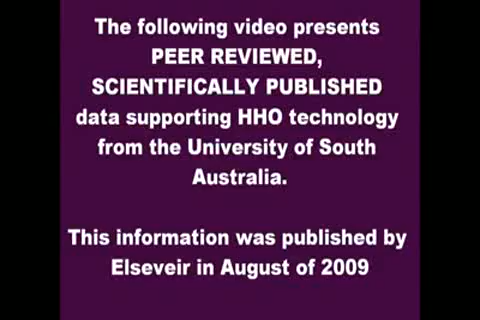 The following video presents
PEER REVIEWED,
SCIENTIFICALLY PUBLISHED
data supporting HHO technology
from the University of South
Australia.
This information was published by
Elseveir in August of 2009